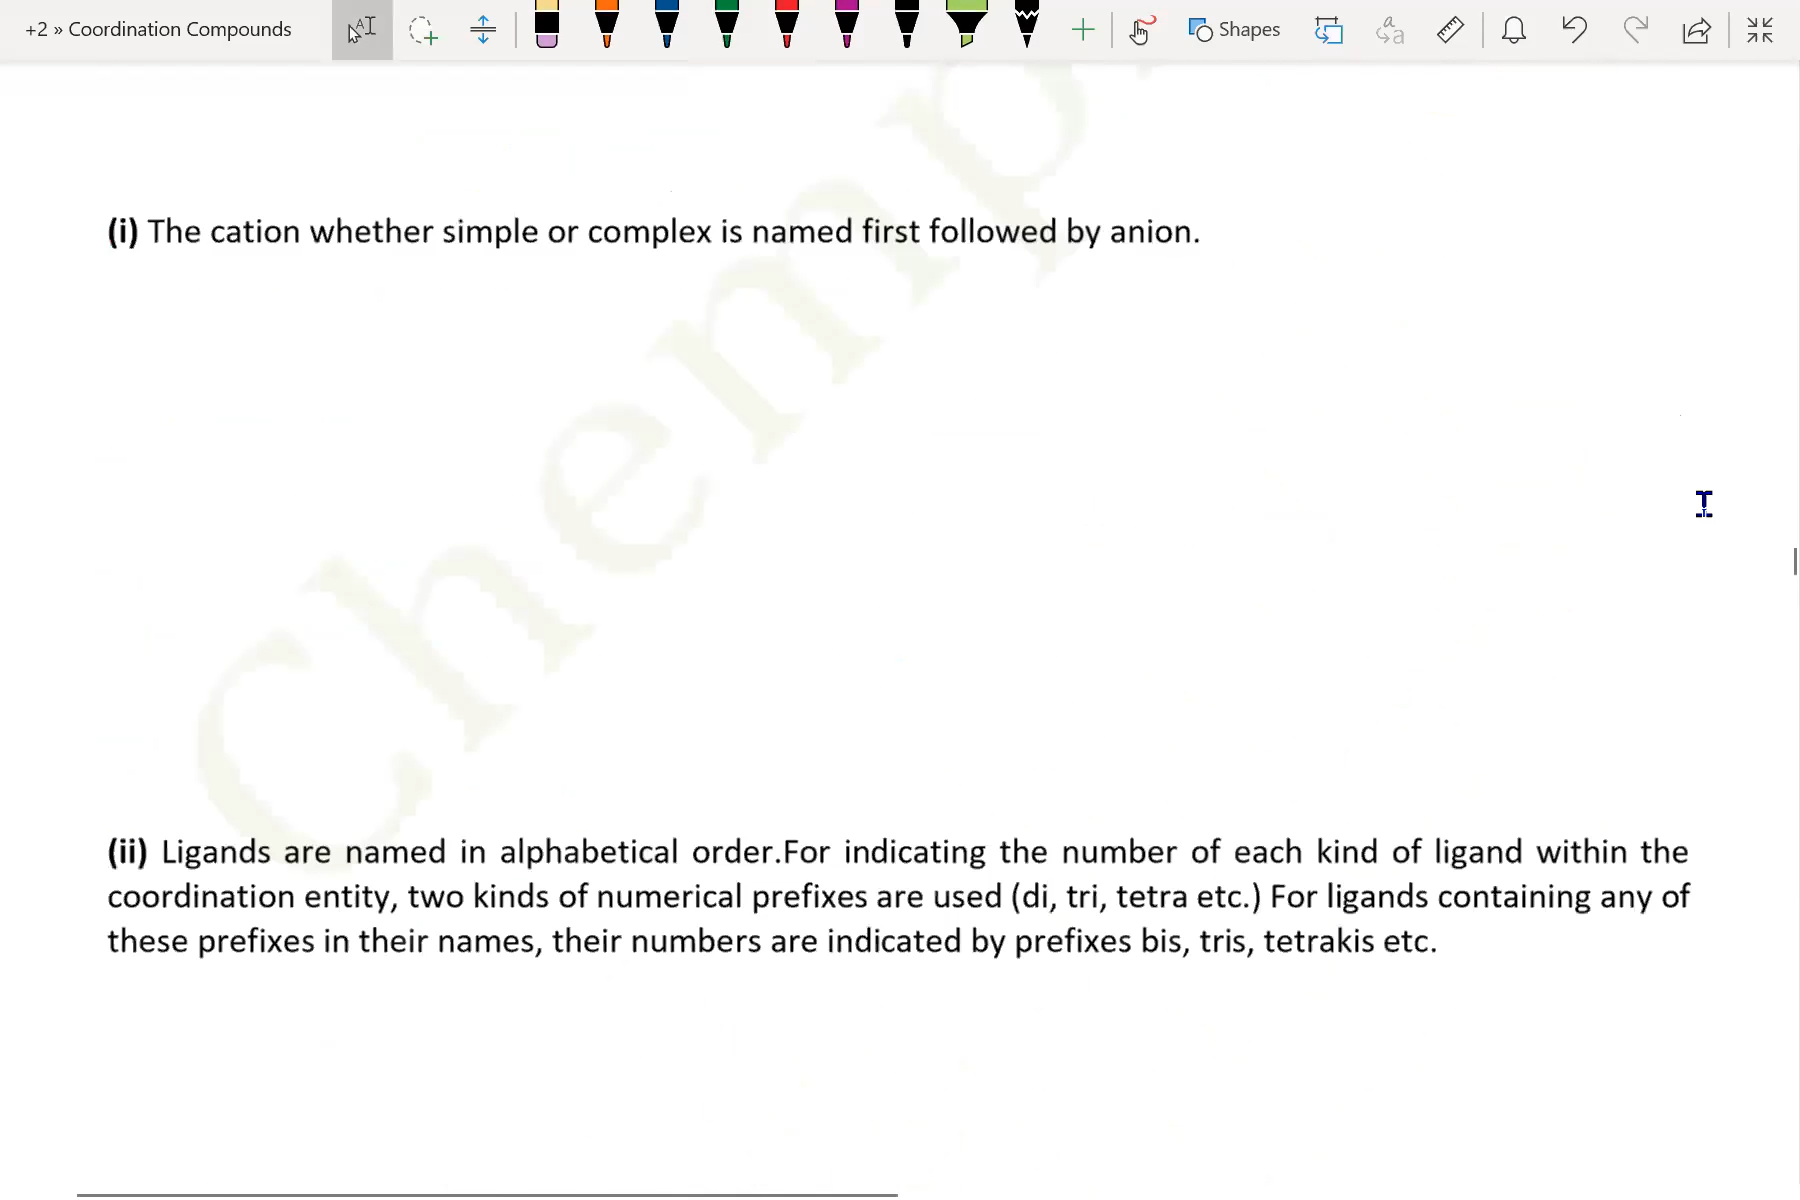 +2 » Coordination Compounds
Shapes
(i) The cation whether simple or complex is named first followed by anion.
(ii) Ligands are named in alphabetical order.For indicating the number of each kind of ligand within the
coordination entity, two kinds of numerical prefixes are used (di, tri, tetra etc.) For ligands containing any of
these prefixes in their names, their numbers are indicated by prefixes bis, tris, tetrakis etc.
Chemp